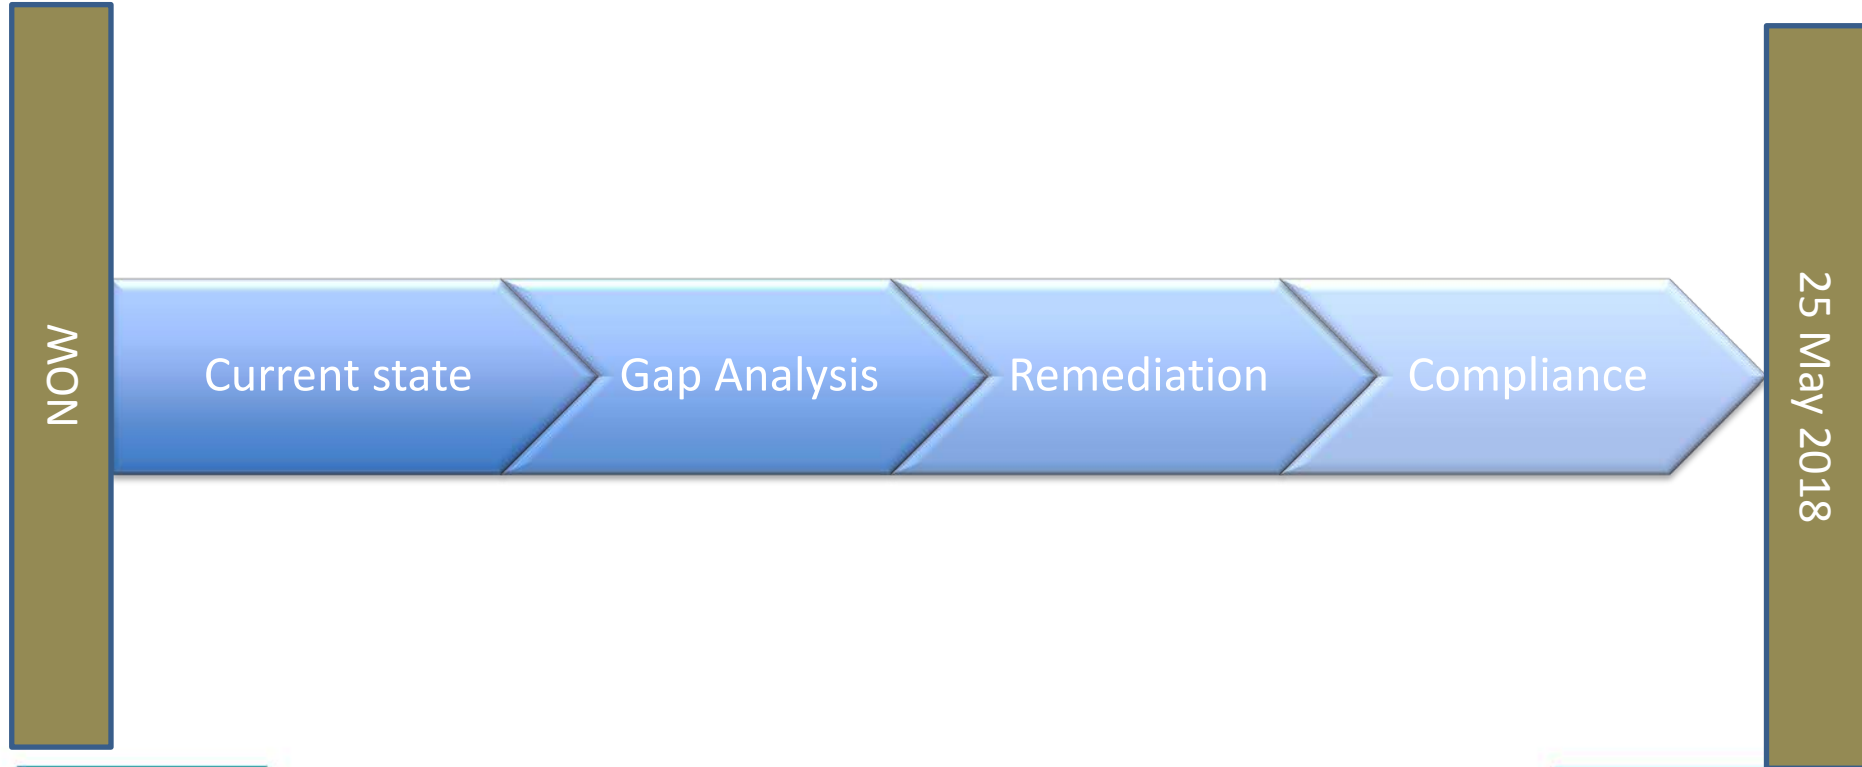 NOW
Current state
Gap Analysis
Remediation
Compliance
25 May 2018